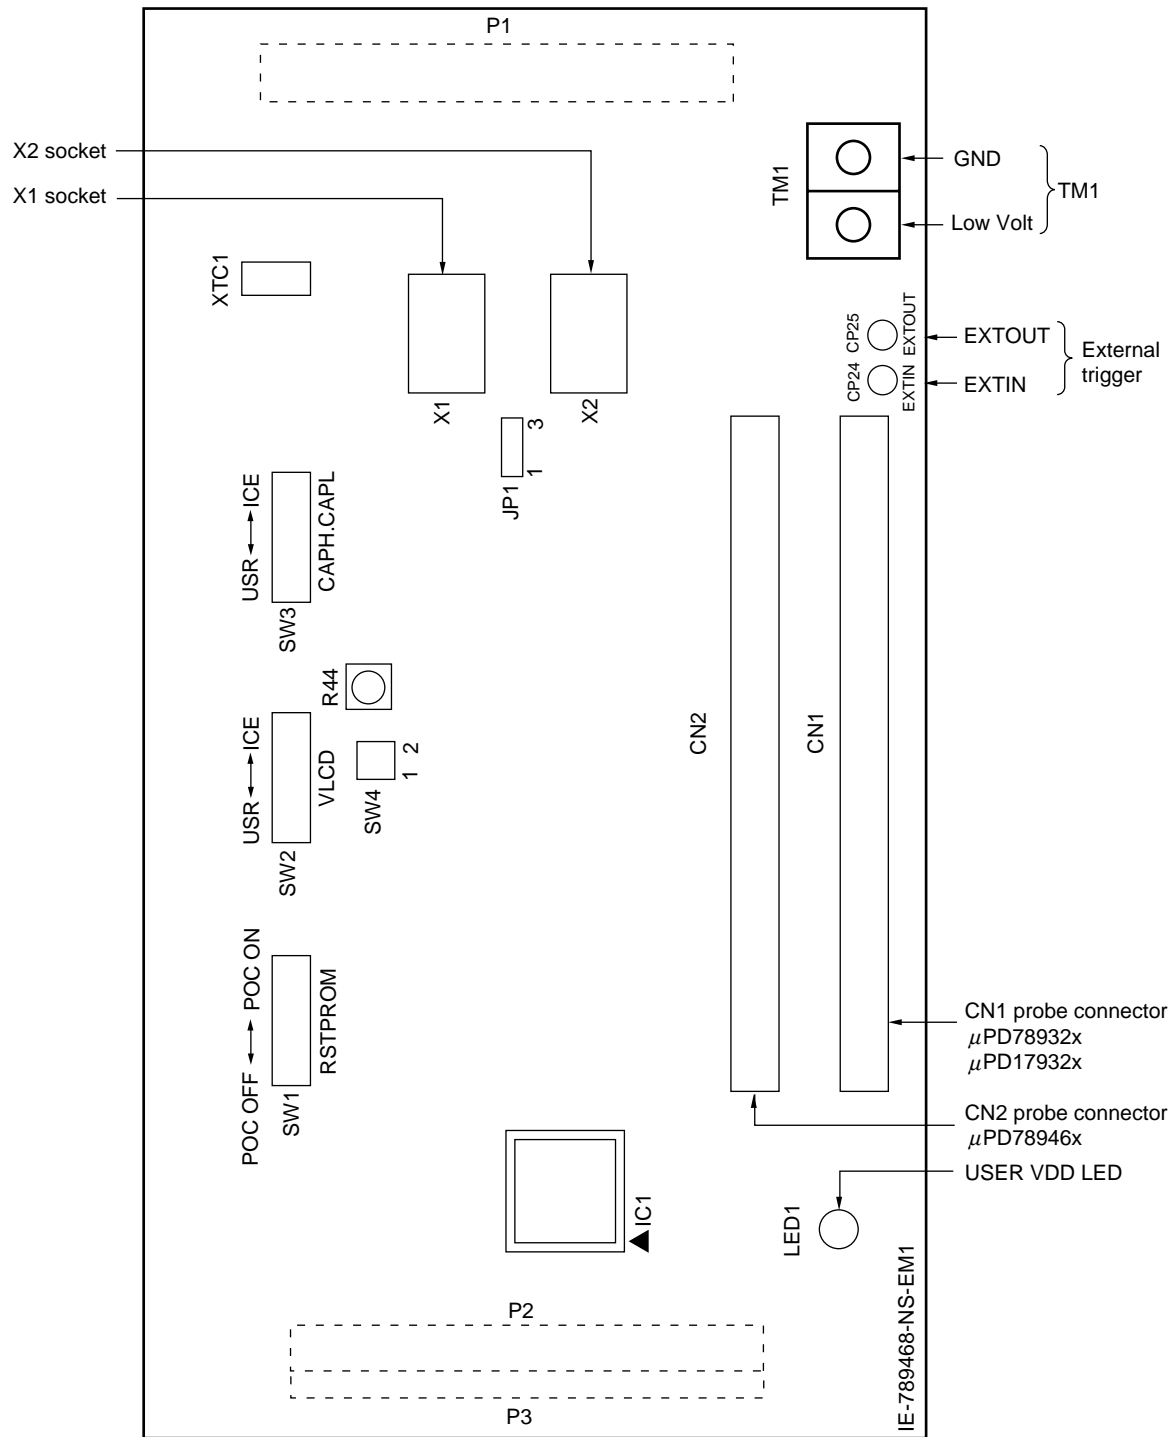 P1
X2 socket
X1 socket
TM1
GND
Low Volt
TM1
XTC1
X1
X2
CP25
EXTOUT
CP24
EXTIN
EXTOUT
EXTIN
External
trigger
JP1
1 3
USR ↔ ICE
SW3
CAPH.CAPL
R44
USR ↔ ICE
SW2
VLCD
SW4
1 2
CN2
CN1
POC OFF ↔ POC ON
SW1
RSTPROM
CN1 probe connector
μPD78932x
μPD17932x
CN2 probe connector
μPD78946x
USER VDD LED
IC1
LED1
IE-789468-NS-EM1
P2
P3